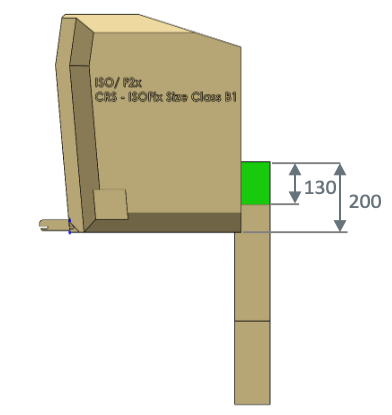 ISO/ F2x
CRS - ISOFix Size Class B1
130
200